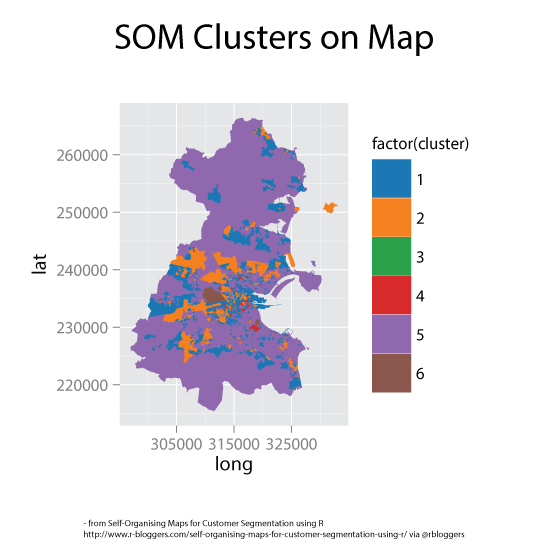 SOM Clusters on Map
factor(cluster)
1
2
3
4
5
6
260000
250000
240000
230000
220000
lat
305000 315000 325000
long
- from Self-Organising Maps for Customer Segmentation using R
http://www.r-bloggers.com/self-organising-maps-for-customer-segmentation-using-r/ via @rbloggers